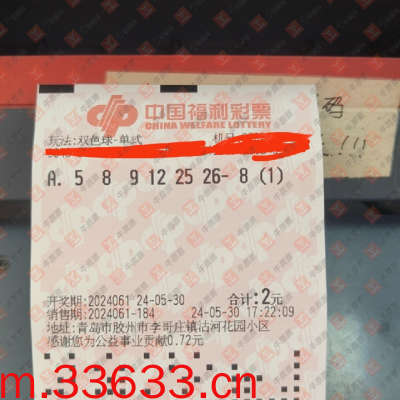 中国福利彩票
CHINA WELFARE LOTTERY
玩法:双色球-单式
A. 5 8 9 12 25 26- 8 (1)
开奖期:2024061 24-05-30 合计:2元
销售期:2024061-184 24-05-30 17:22:09
地址:青岛市胶州市李哥庄镇沽河花园小区
感谢您为公益事业贡献0.72元
码
!!!
m.33633.cn